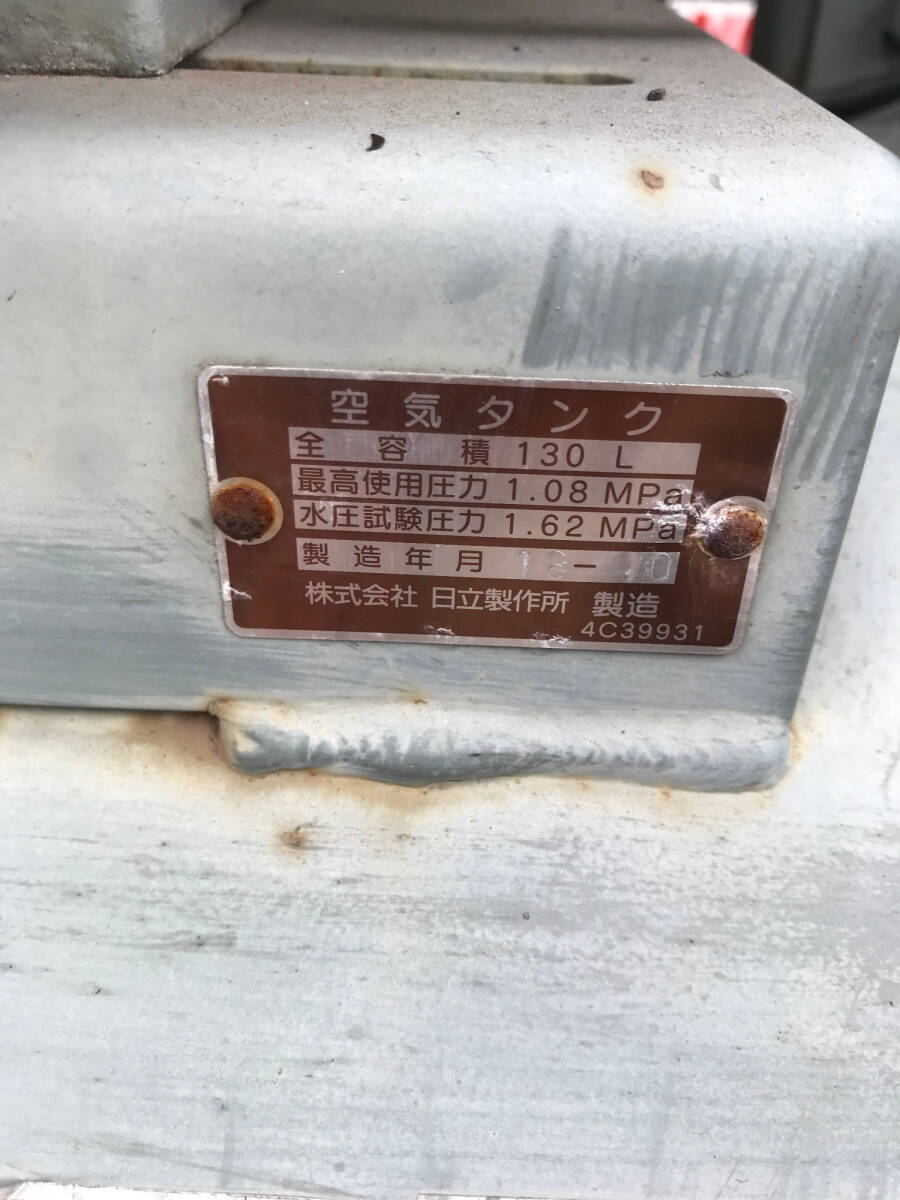 空気タンク
全容積 130 L
最高使用圧力 1.08 MPa
水圧試験圧力 1.62 MPa
製造年月
株式会社 日立製作所 製造
4C39931